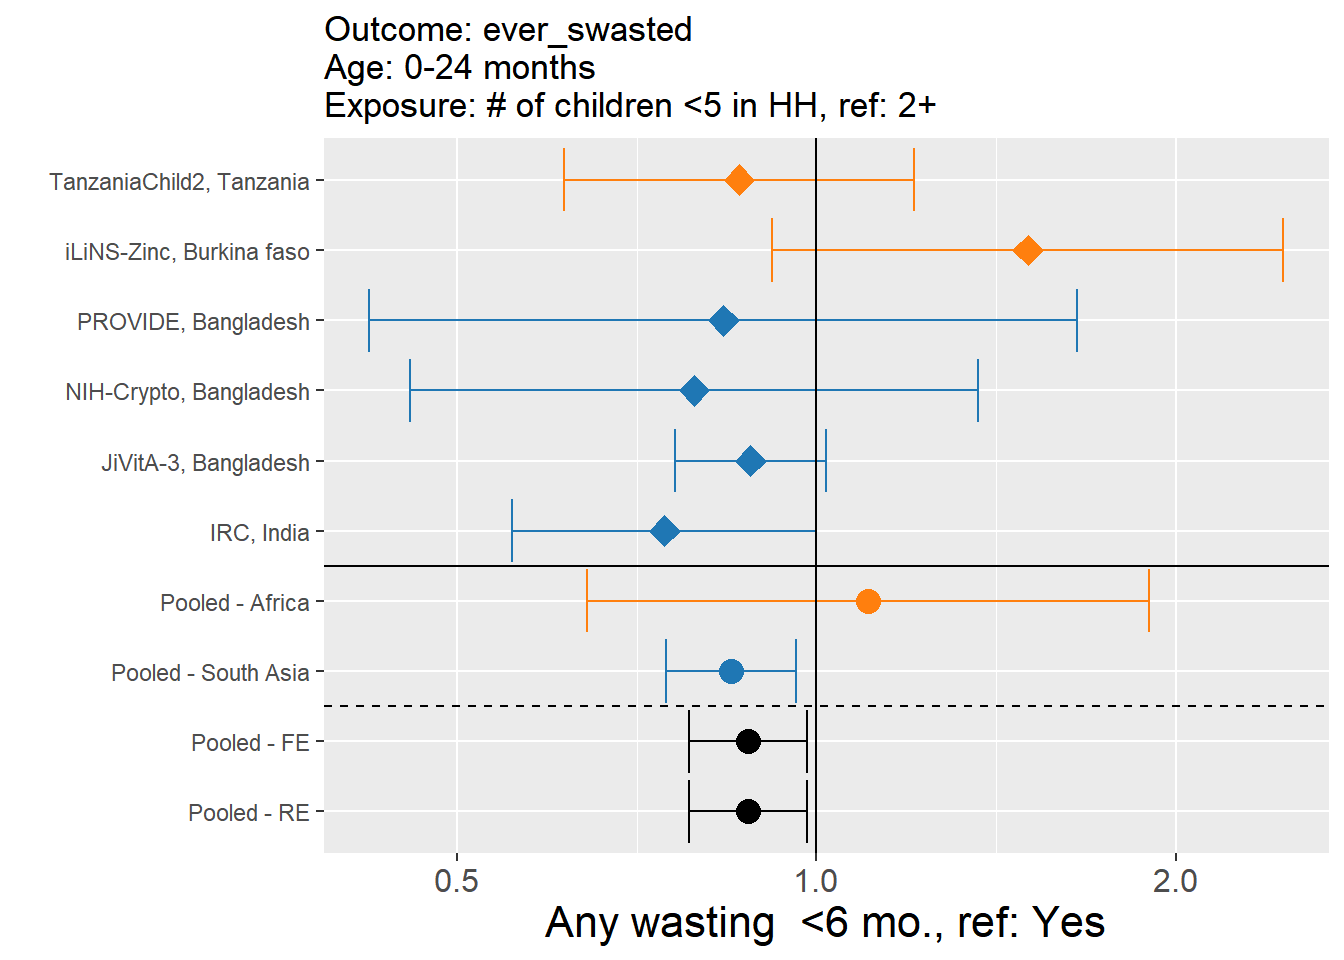 Outcome: ever_swasted
Age: 0-24 months
Exposure: # of children <5 in HH, ref: 2+
TanzaniaChild2, Tanzania
iLiNS-Zinc, Burkina faso
PROVIDE, Bangladesh
NIH-Crypto, Bangladesh
JiVitA-3, Bangladesh
IRC, India
Pooled - Africa
Pooled - South Asia
Pooled - FE
Pooled - RE
0.5 1.0 2.0
Any wasting  <6 mo., ref: Yes